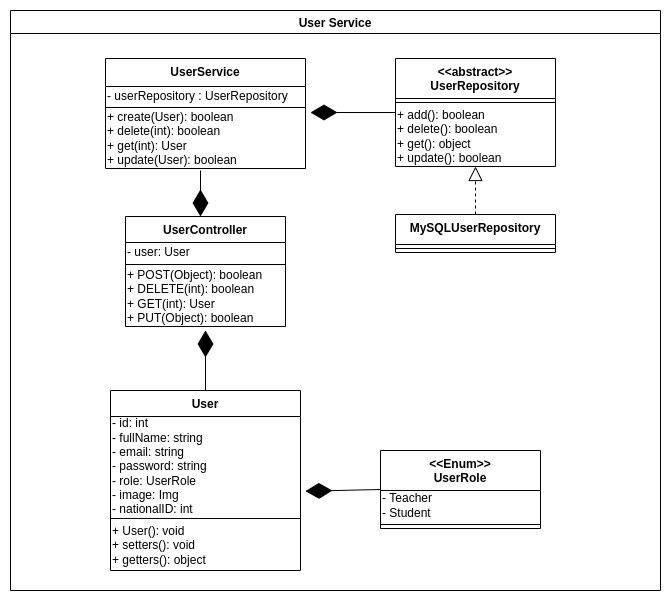 User Service
UserService
- userRepository : UserRepository
+ create(User): boolean
+ delete(int): boolean
+ get(int): User
+ update(User): boolean
<<abstract>>
UserRepository
+ add(): boolean
+ delete(): boolean
+ get(): object
+ update(): boolean
UserController
- user: User
+ POST(Object): boolean
+ DELETE(int): boolean
+ GET(int): User
+ PUT(Object): boolean
MySQLUserRepository
User
- id: int
- fullName: string
- email: string
- password: string
- role: UserRole
- image: Img
- nationalID: int
+ User(): void
+ setters(): void
+ getters(): object
<<Enum>>
UserRole
- Teacher
- Student